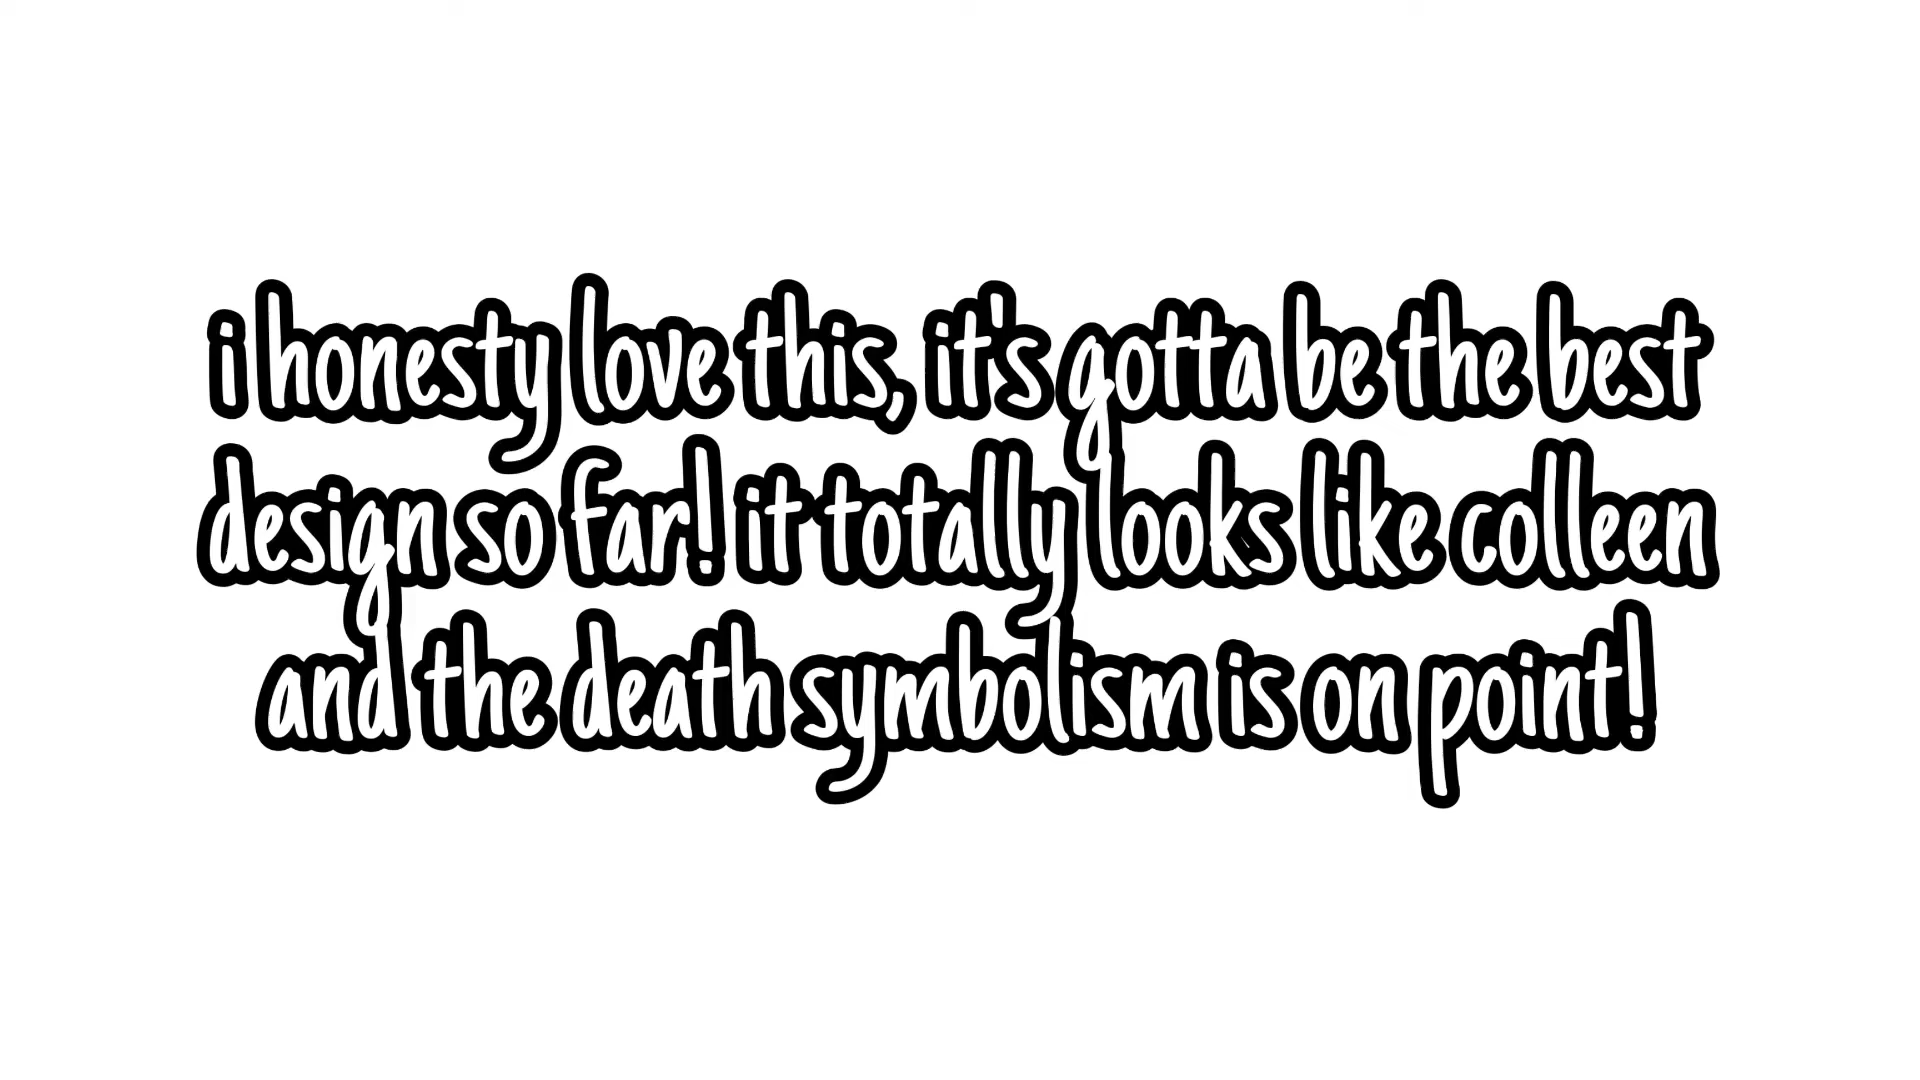 i honesty love this, it's gotta be the best
design so far! it totally looks like colleen
and the death symbolism is on point!